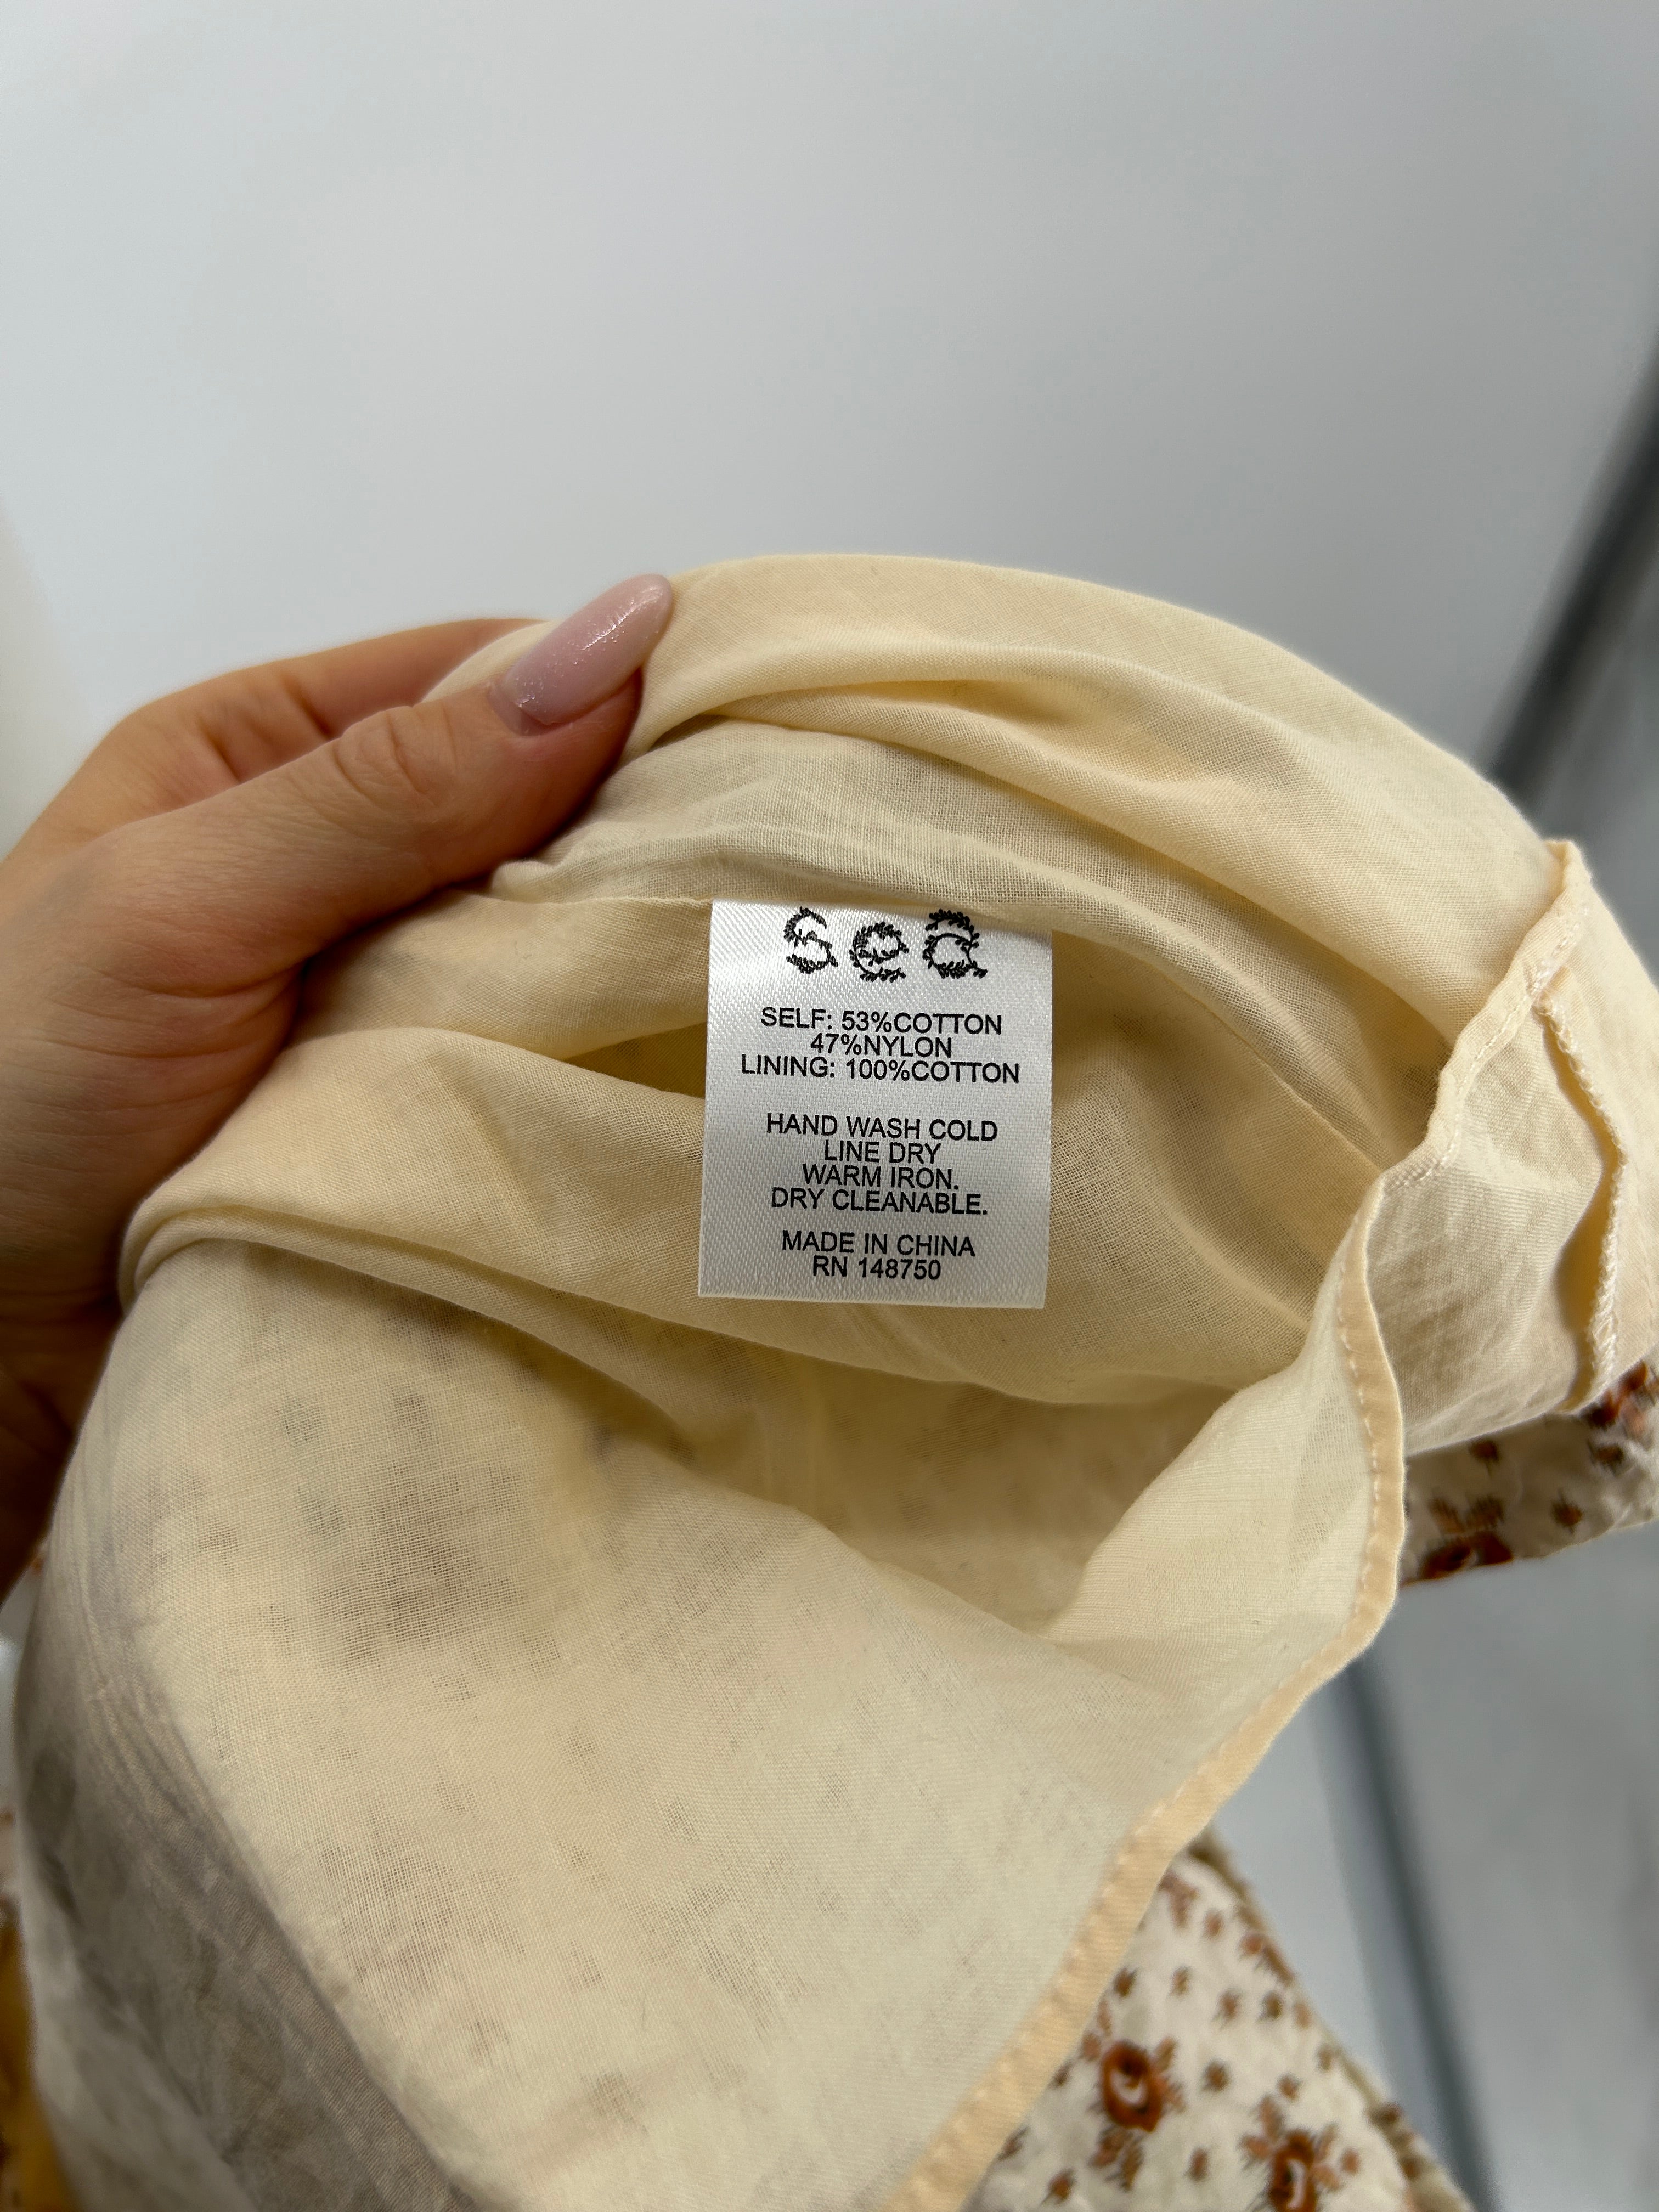 Sea
SELF: 53%COTTON
47%NYLON
LINING: 100%COTTON
HAND WASH COLD
LINE DRY
WARM IRON.
DRY CLEANABLE.
MADE IN CHINA
RN 148750